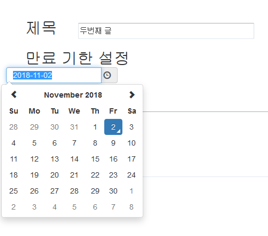 제목 두번째 글
만료 기한 설정
2018-11-02
November 2018
Su Mo Tu We Th Fr Sa
28 29 30 31 1 2 3
4 5 6 7 8 9 10
11 12 13 14 15 16 17
18 19 20 21 22 23 24
25 26 27 28 29 30 1
2 3 4 5 6 7 8